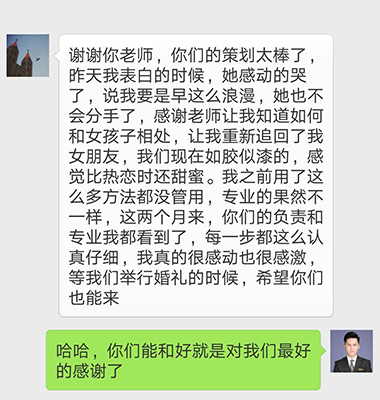 谢谢你老师，你们的策划太棒了，
昨天我表白的时候，她感动的哭
了，说我要是早这么浪漫，她也不
会分手了，感谢老师让我知道如何
和女孩子相处，让我重新追回了我
女朋友，我们现在如胶似漆的，感
觉比热恋时还甜蜜。我之前用了这
么多方法都没管用，专业的果然不
一样，这两个月来，你们的负责和
专业我都看到了，每一步都这么认
真仔细，我真的很感动也很感激，
等我们举行婚礼的时候，希望你们
也能来
哈哈，你们能和好就是对我们最好
的感谢了